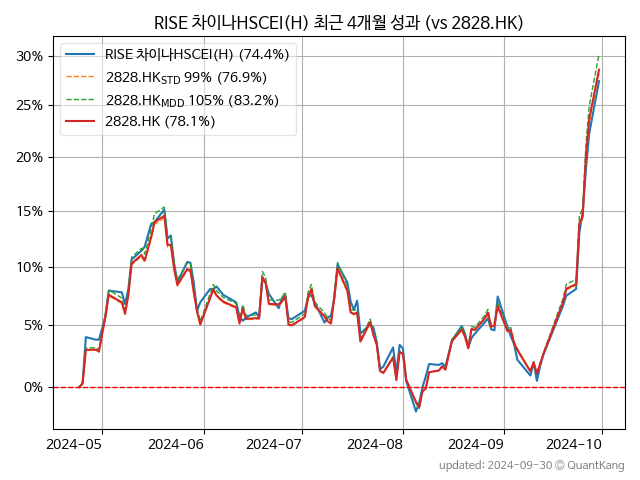 RISE 차이나HSCEI(H) 최근 4개월 성과 (vs 2828.HK)
RISE 차이나HSCEI(H) (74.4%)
2828.HK_STD 99% (76.9%)
2828.HK_MDD 105% (83.2%)
2828.HK (78.1%)
30%
25%
20%
15%
10%
5%
0%
2024-05 2024-06 2024-07 2024-08 2024-09 2024-10
updated: 2024-09-30 © QuantKang